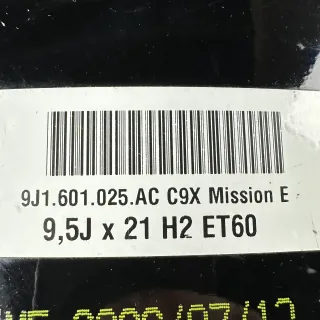 9J1.601.025.AC C9X Mission E
9,5J x 21 H2 ET60